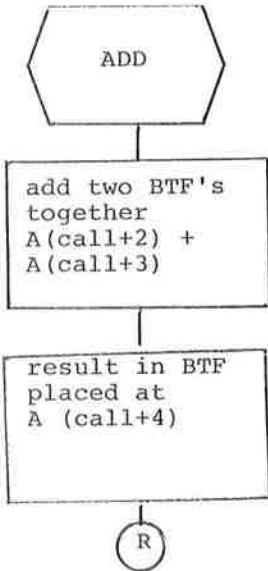 ADD
add two BTF's
together
A(call+2) +
A(call+3)
result in BTF
placed at
A (call+4)
R